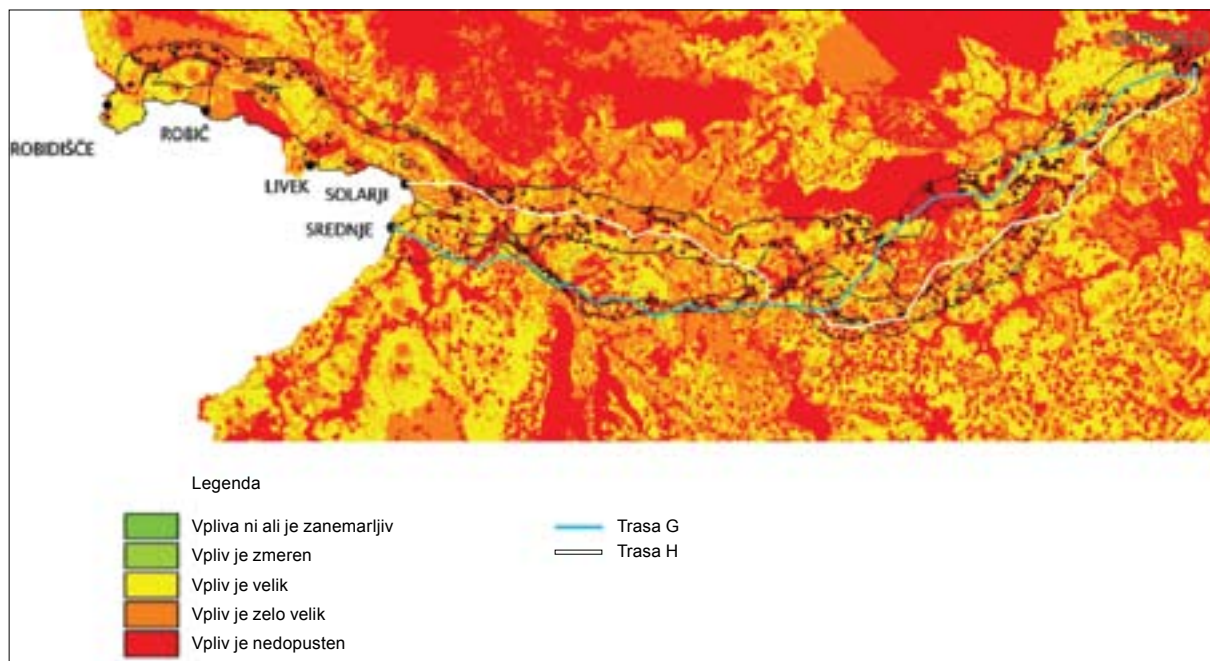 OKROGLO
ROBIDIŠČE
ROBIČ
LIVEK
SOLARJI
SREDNJE
Legenda
Vpliva ni ali je zanemarljiv
Vpliv je zmeren
Vpliv je velik
Vpliv je zelo velik
Vpliv je nedopusten
Trasa G
Trasa H